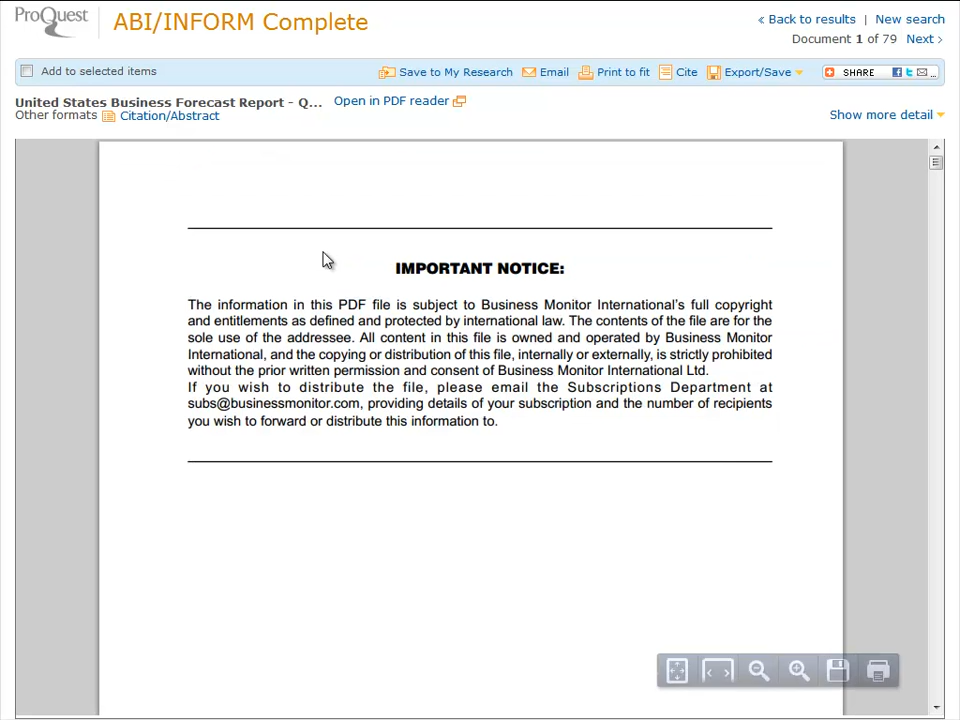 ProQuest
ABI/INFORM Complete
< Back to results | New search
Document 1 of 79 Next >
Add to selected items
Save to My Research Email Print to fit Cite Export/Save SHARE
United States Business Forecast Report - Q... Open in PDF reader
Other formats Citation/Abstract
Show more detail
IMPORTANT NOTICE:
The information in this PDF file is subject to Business Monitor International's full copyright
and entitlements as defined and protected by international law. The contents of the file are for the
sole use of the addressee. All content in this file is owned and operated by Business Monitor
International, and the copying or distribution of this file, internally or externally, is strictly prohibited
without the prior written permission and consent of Business Monitor International Ltd.
If you wish to distribute the file, please email the Subscriptions Department at
subs@businessmonitor.com, providing details of your subscription and the number of recipients
you wish to forward or distribute this information to.